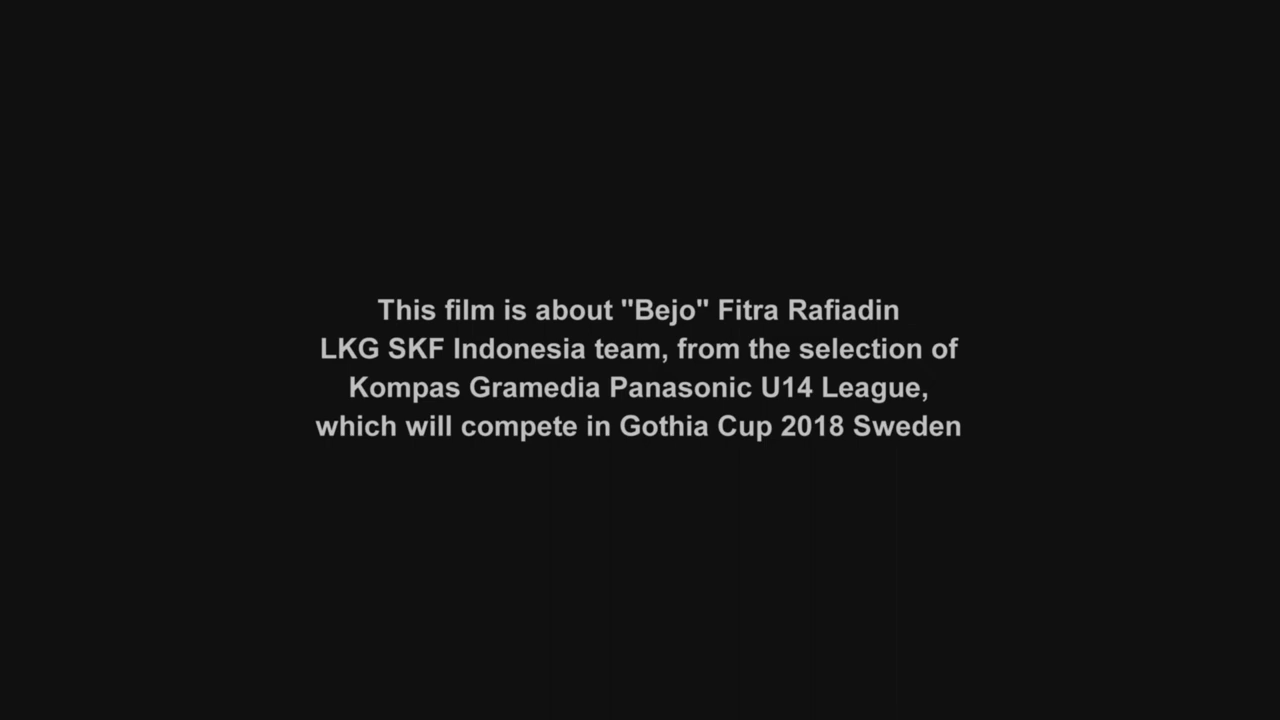 This film is about "Bejo" Fitra Rafiadin
LKG SKF Indonesia team, from the selection of
Kompas Gramedia Panasonic U14 League,
which will compete in Gothia Cup 2018 Sweden